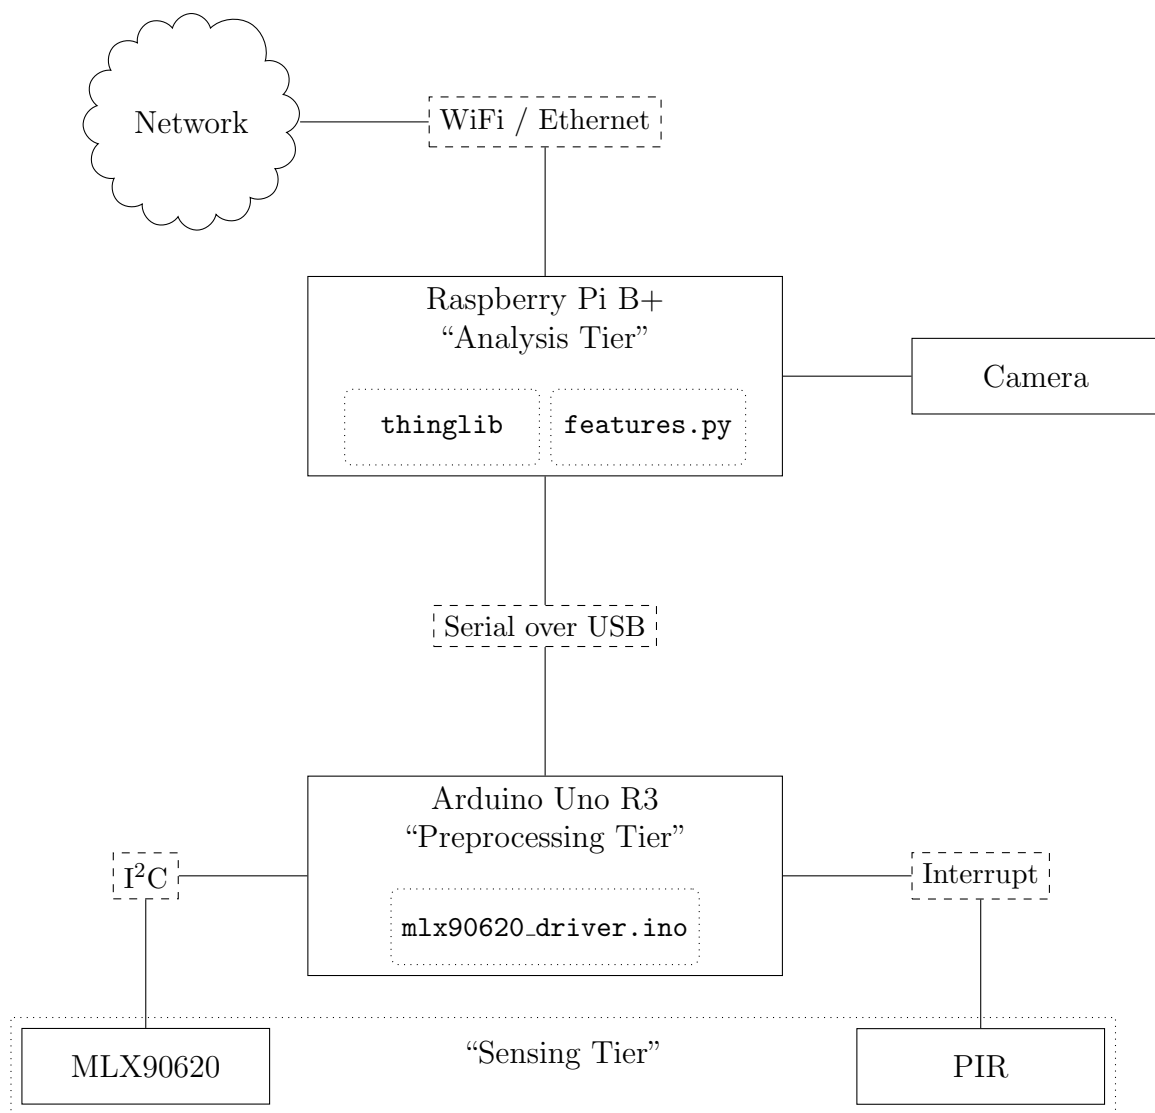 Network
WiFi / Ethernet
Raspberry Pi B+
“Analysis Tier”
Camera
thinglib
features.py
Serial over USB
Arduino Uno R3
“Preprocessing Tier”
I²C
Interrupt
mlx90620_driver.ino
“Sensing Tier”
MLX90620
PIR